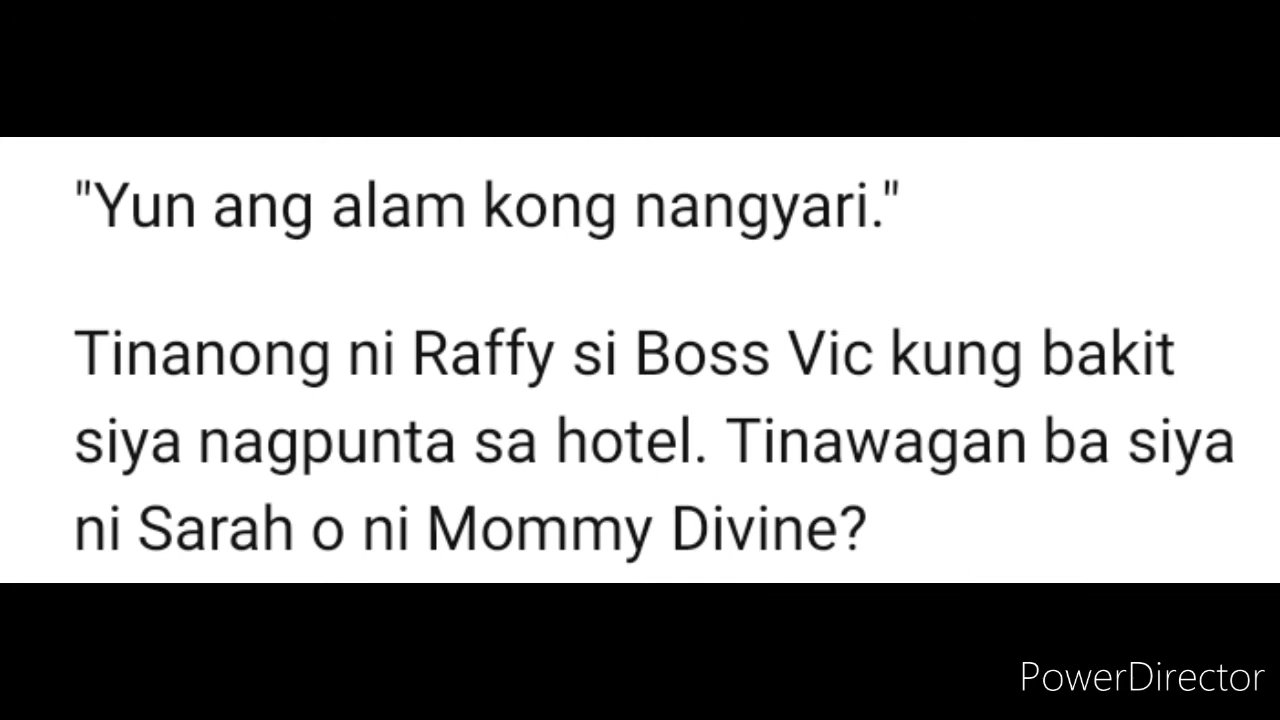 "Yun ang alam kong nangyari."
Tinanong ni Raffy si Boss Vic kung bakit
siya nagpunta sa hotel. Tinawagan ba siya
ni Sarah o ni Mommy Divine?
PowerDirector